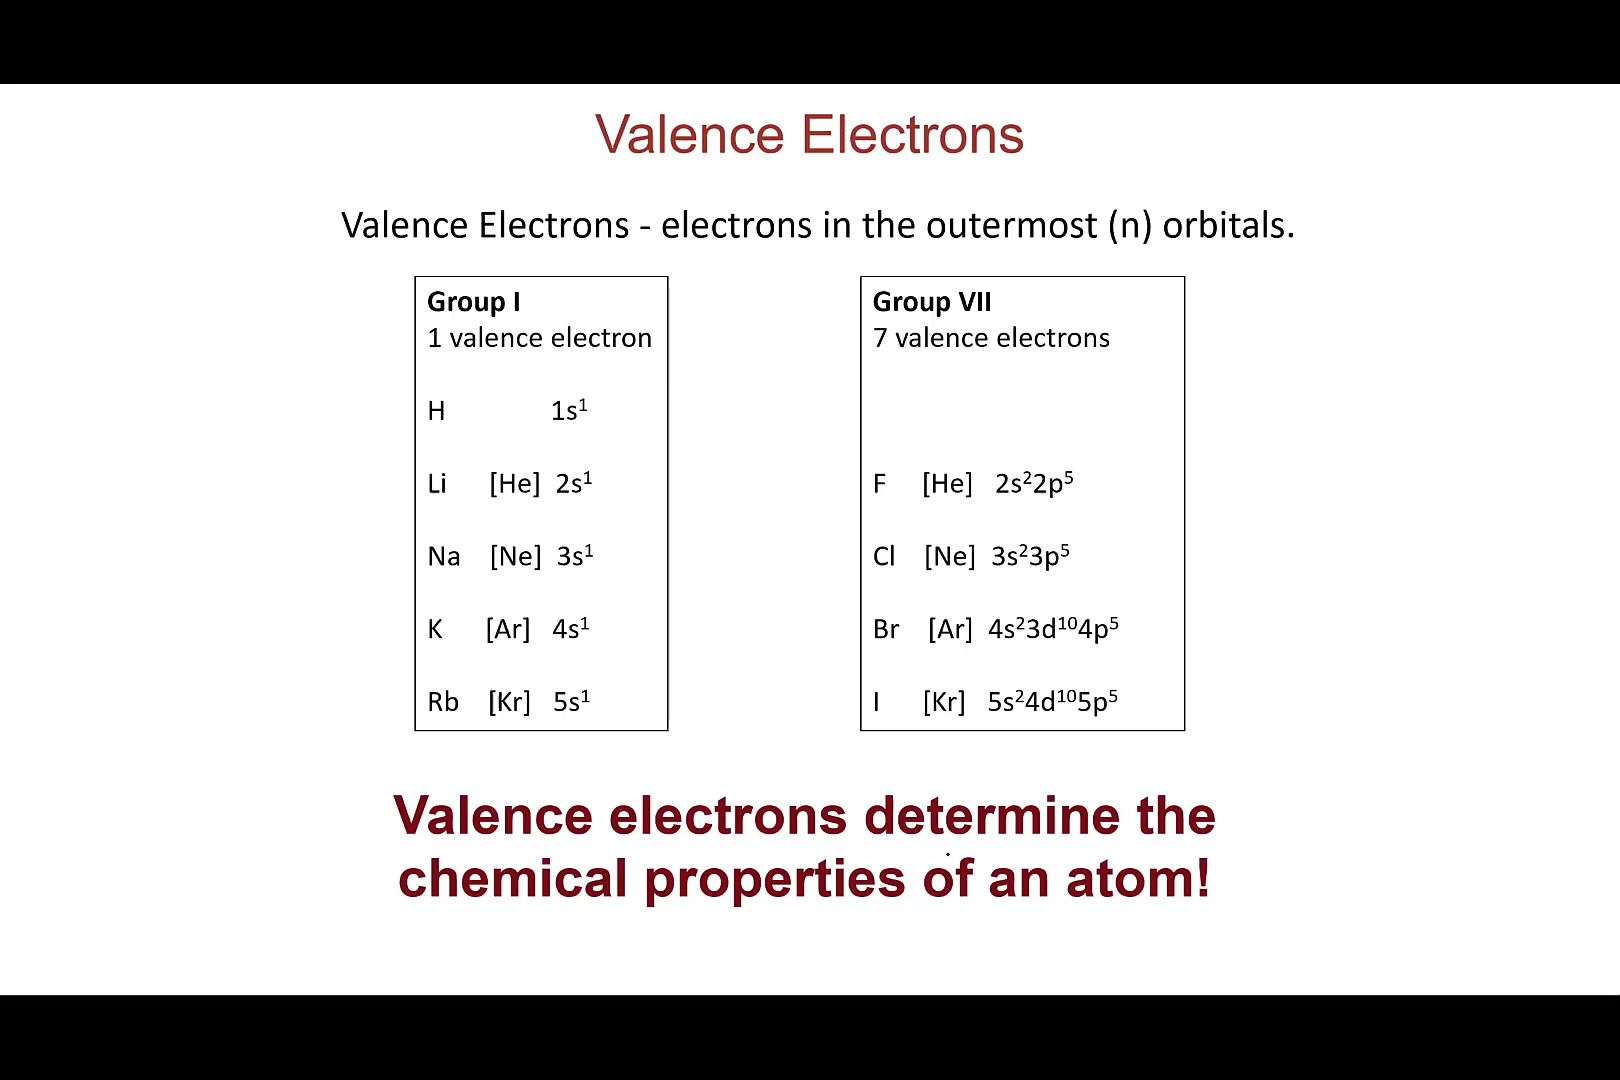 Valence Electrons
Valence Electrons - electrons in the outermost (n) orbitals.
Group I
1 valence electron
H 1s¹
Li [He] 2s¹
Na [Ne] 3s¹
K [Ar] 4s¹
Rb [Kr] 5s¹
Group VII
7 valence electrons
F [He] 2s²2p⁵
Cl [Ne] 3s²3p⁵
Br [Ar] 4s²3d¹⁰4p⁵
I [Kr] 5s²4d¹⁰5p⁵
Valence electrons determine the
chemical properties of an atom!